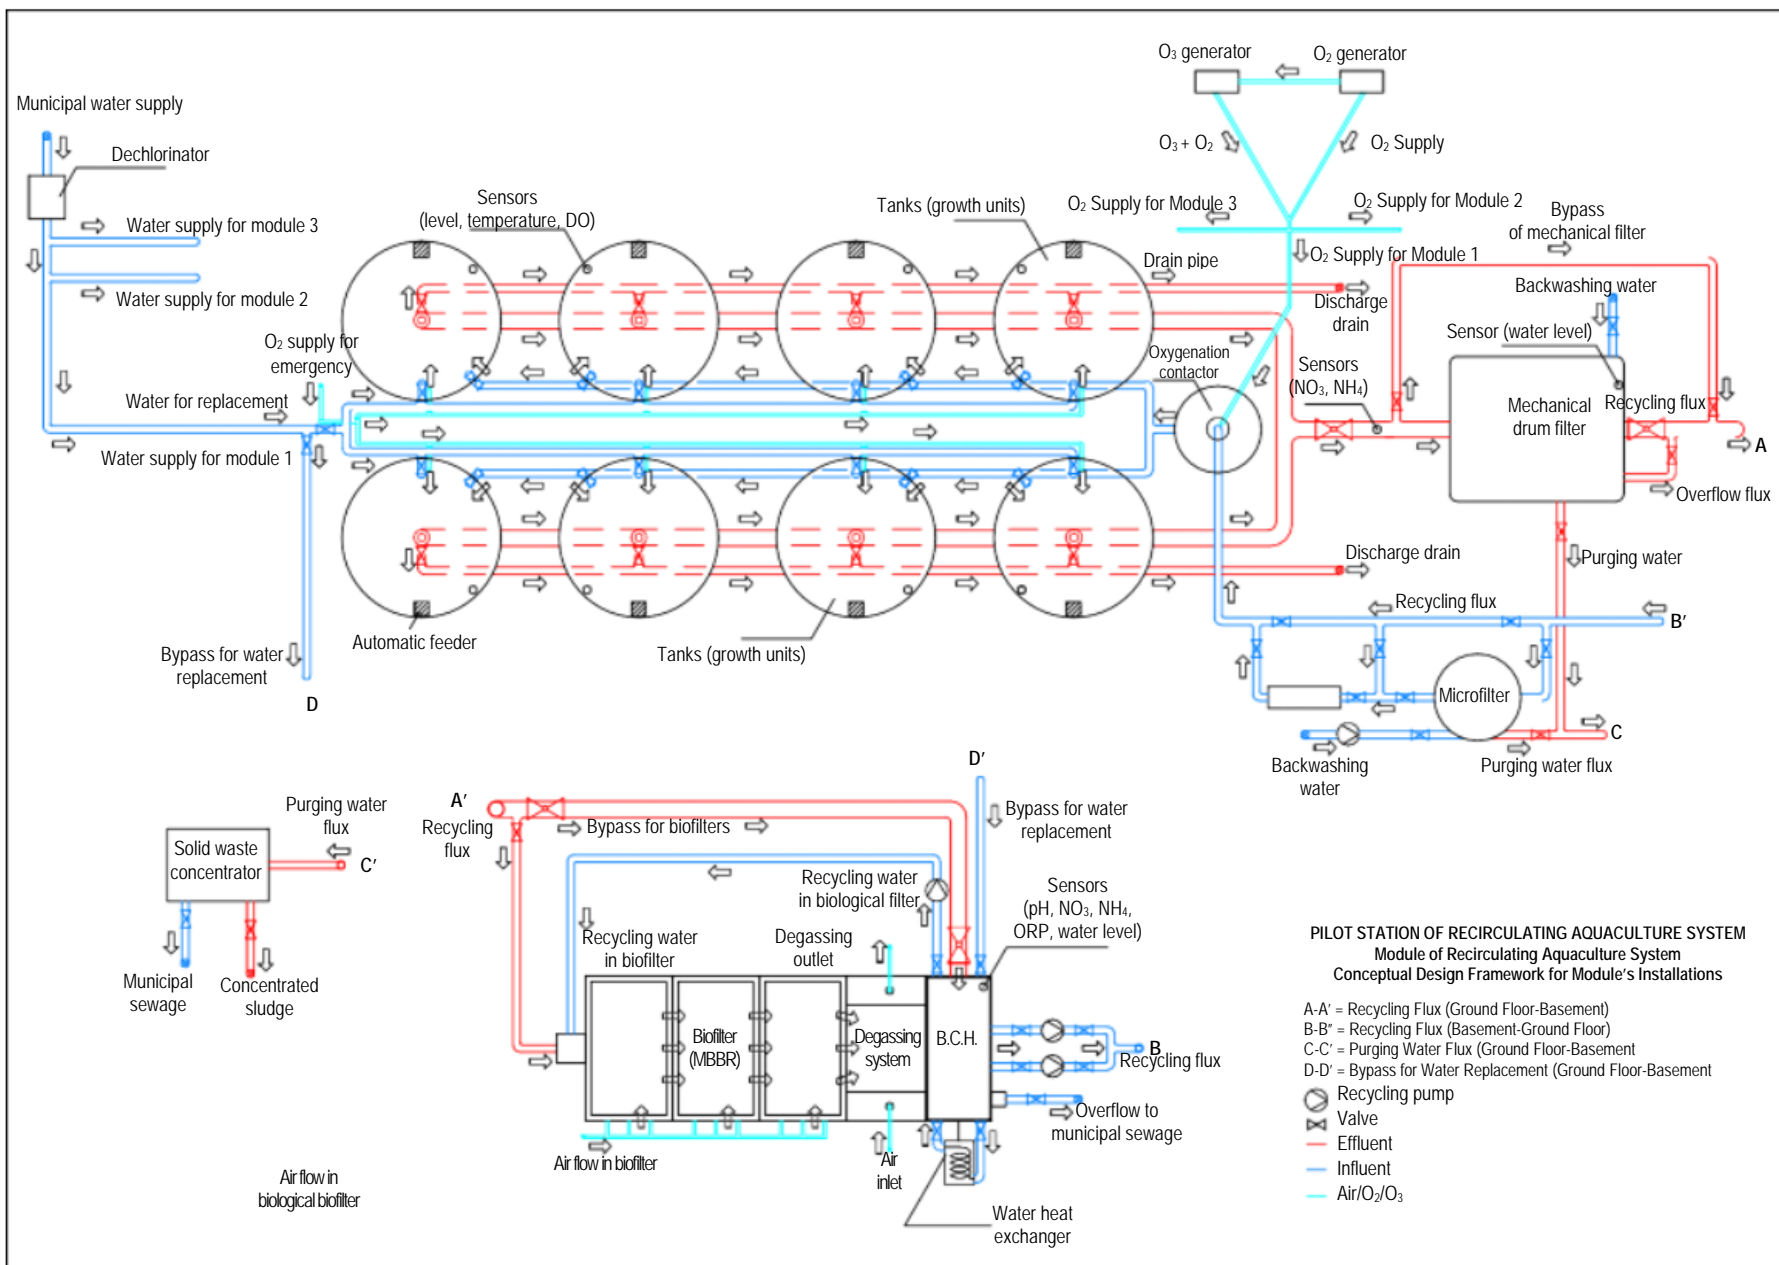 O₃ generator
O₂ generator
Municipal water supply
Dechlorinator
O₃ + O₂
O₂ Supply
Sensors
(level, temperature, DO)
Tanks (growth units)
O₂ Supply for Module 3
O₂ Supply for Module 2
Bypass
of mechanical filter
Water supply for module 3
Drain pipe
O₂ Supply for Module 1
Backwashing water
Water supply for module 2
Discharge
drain
Sensor (water level)
O₂ supply for
emergency
Oxygenation
contactor
Sensors
(NO₃, NH₄)
Water for replacement
Mechanical
drum filter
Recycling flux
A
Water supply for module 1
Overflow flux
Discharge drain
Purging water
Recycling flux
B'
Automatic feeder
Tanks (growth units)
Bypass for water
replacement
D
Microfilter
C
Backwashing
water
Purging water flux
D'
A'
Purging water
flux
Recycling
flux
Bypass for biofilters
Bypass for water
replacement
Solid waste
concentrator
C'
Recycling water
in biological filter
Sensors
(pH, NO₃, NH₄,
ORP, water level)
Recycling water
in biofilter
Degassing
outlet
Municipal
sewage
Concentrated
sludge
Biofilter
(MBBR)
Degassing
system
B.C.H.
B
Recycling flux
Overflow to
municipal sewage
Air flow in biofilter
Air
inlet
Air flow in
biological biofilter
Water heat
exchanger
PILOT STATION OF RECIRCULATING AQUACULTURE SYSTEM
Module of Recirculating Aquaculture System
Conceptual Design Framework for Module's Installations
A-A' = Recycling Flux (Ground Floor-Basement)
B-B" = Recycling Flux (Basement-Ground Floor)
C-C' = Purging Water Flux (Ground Floor-Basement
D-D' = Bypass for Water Replacement (Ground Floor-Basement
Recycling pump
Valve
Effluent
Influent
Air/O₂/O₃